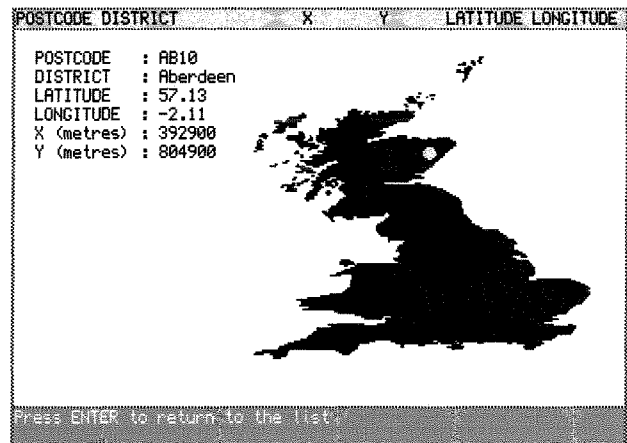 POSTCODE DISTRICT X Y LATITUDE LONGITUDE
POSTCODE : AB10
DISTRICT : Aberdeen
LATITUDE : 57.13
LONGITUDE : -2.11
X (metres) : 392900
Y (metres) : 804900
Press ENTER to return to the list